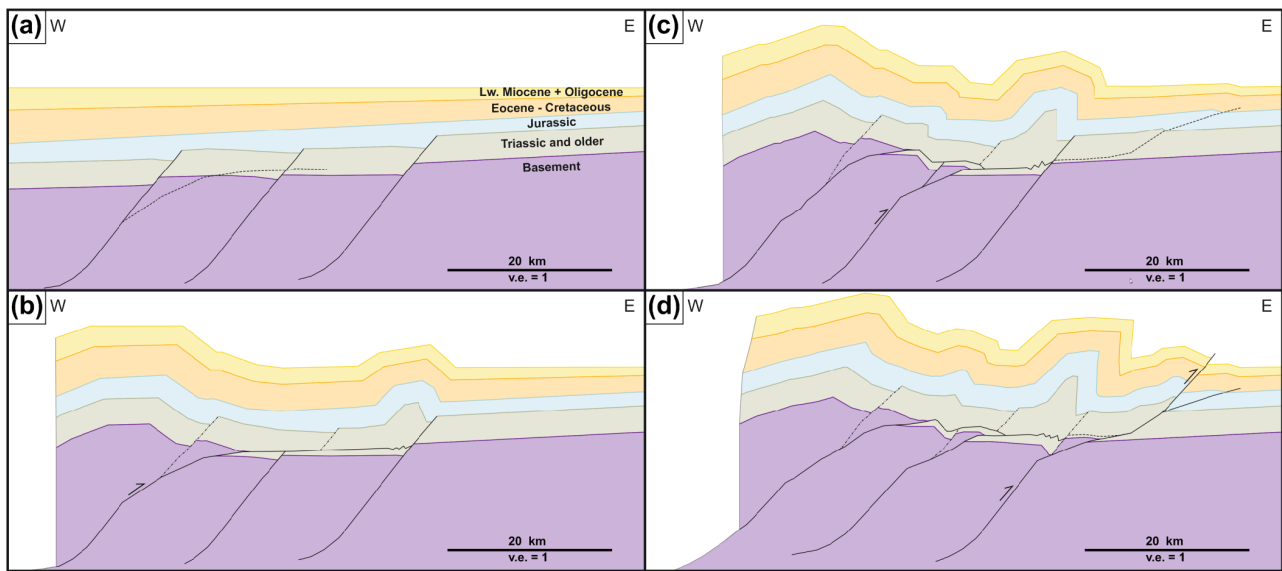 (a) W E
Lw. Miocene + Oligocene
Eocene - Cretaceous
Jurassic
Triassic and older
Basement
20 km
v.e. = 1
(b) W E
20 km
v.e. = 1
(c) W E
20 km
v.e. = 1
(d) W E
20 km
v.e. = 1